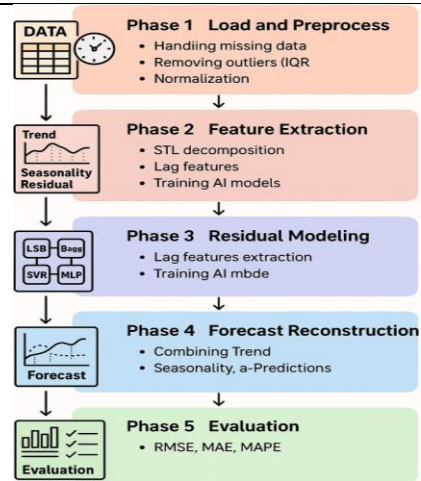 DATA
Phase 1 Load and Preprocess
• Handiing missing data
• Removing outliers (IQR
• Normalization
Trend
Seasonality
Residual
Phase 2 Feature Extraction
• STL decomposition
• Lag features
• Training AI models
LSB Bagg
SVR MLP
Phase 3 Residual Modeling
• Lag features extraction
• Training AI mbde
Forecast
Phase 4 Forecast Reconstruction
• Combining Trend
• Seasonality, a-Predictions
Evaluation
Phase 5 Evaluation
• RMSE, MAE, MAPE